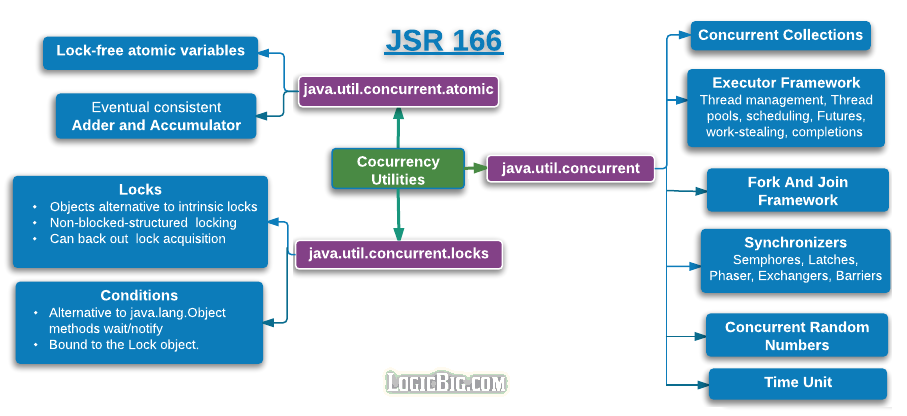 JSR 166
Lock-free atomic variables
Eventual consistent
Adder and Accumulator
java.util.concurrent.atomic
Cocurrency
Utilities
java.util.concurrent
java.util.concurrent.locks
Locks
• Objects alternative to intrinsic locks
• Non-blocked-structured locking
• Can back out lock acquisition
Conditions
• Alternative to java.lang.Object
methods wait/notify
• Bound to the Lock object.
Concurrent Collections
Executor Framework
Thread management, Thread
pools, scheduling, Futures,
work-stealing, completions
Fork And Join
Framework
Synchronizers
Semphores, Latches,
Phaser, Exchangers, Barriers
Concurrent Random
Numbers
Time Unit
LogicBig.com